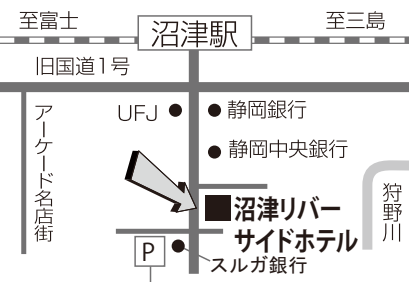 至富士
沼津駅
至三島
旧国道1号
UFJ
静岡銀行
静岡中央銀行
アーケード名店街
沼津リバー
サイドホテル
狩野川
P
スルガ銀行